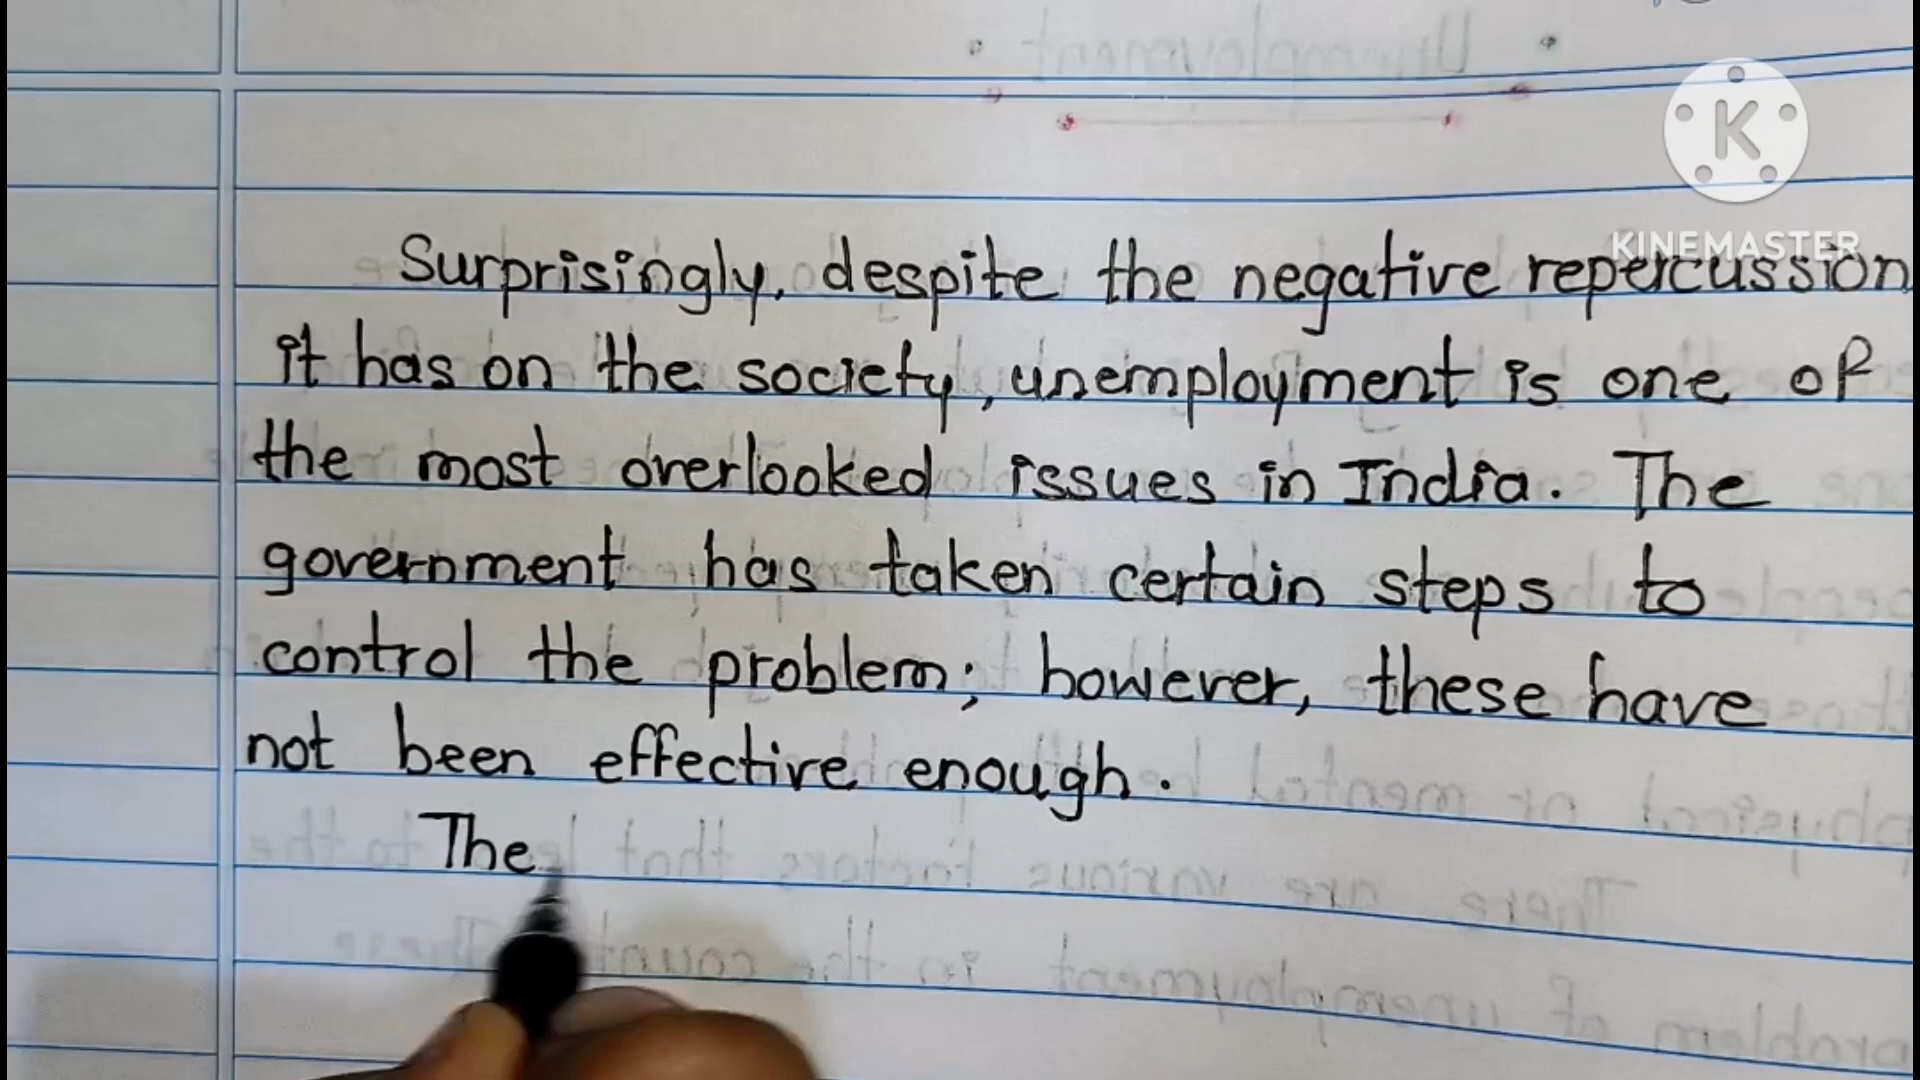 Unemployement
K
KINEMASTER
Surprisingly, despite the negative repercussion
it has on the society, unemployment is one of
the most overlooked issues in India. The
government has taken certain steps to
control the problem; however, these have
not been effective enough.
The